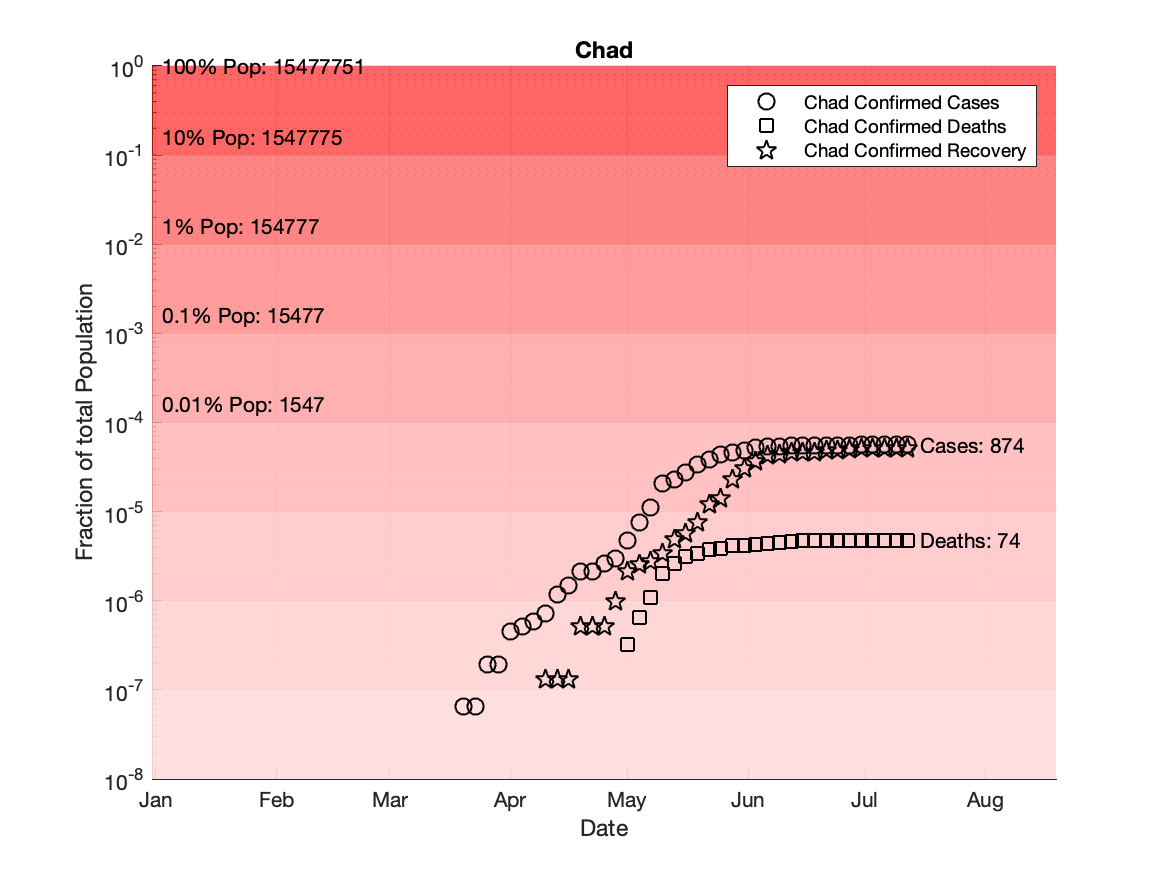 Chad
10^0
100% Pop: 15477751
Chad Confirmed Cases
Chad Confirmed Deaths
Chad Confirmed Recovery
10% Pop: 1547775
10^-1
1% Pop: 154777
10^-2
0.1% Pop: 15477
10^-3
0.01% Pop: 1547
10^-4
Cases: 874
10^-5
Deaths: 74
10^-6
10^-7
10^-8
Fraction of total Population
Jan Feb Mar Apr May Jun Jul Aug
Date